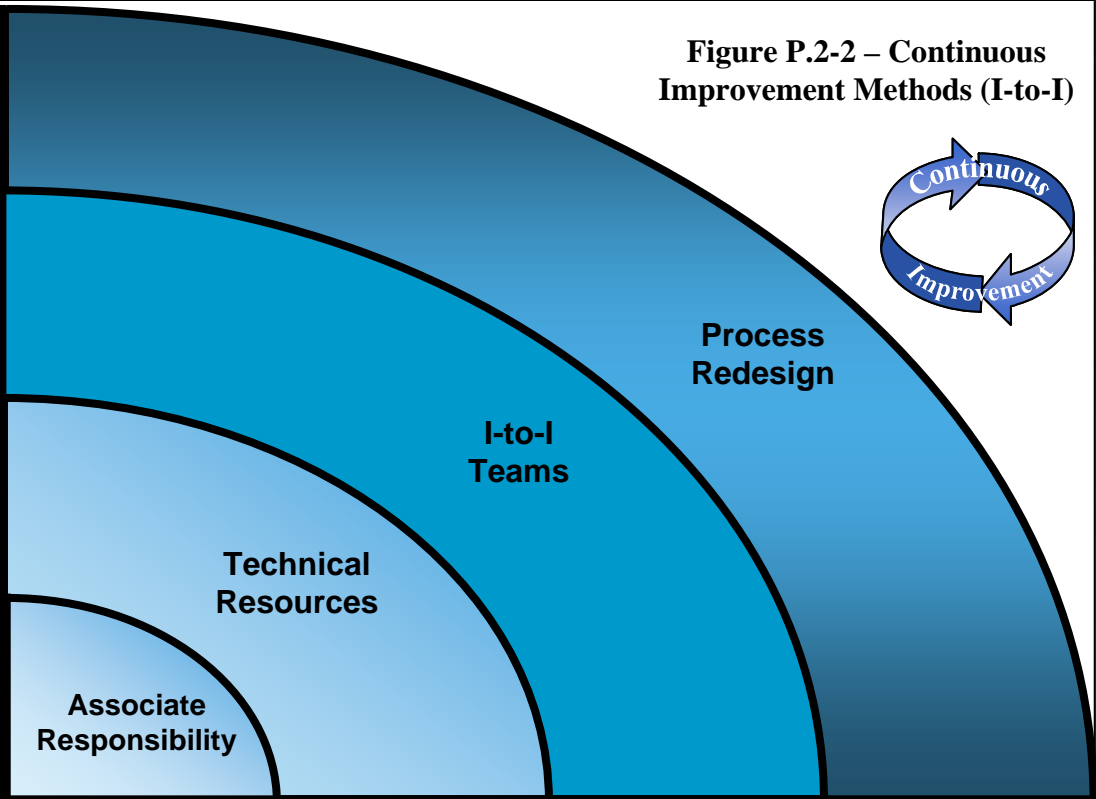 Figure P.2-2 – Continuous
Improvement Methods (I-to-I)
Continuous
Improvement
Process
Redesign
I-to-I
Teams
Technical
Resources
Associate
Responsibility